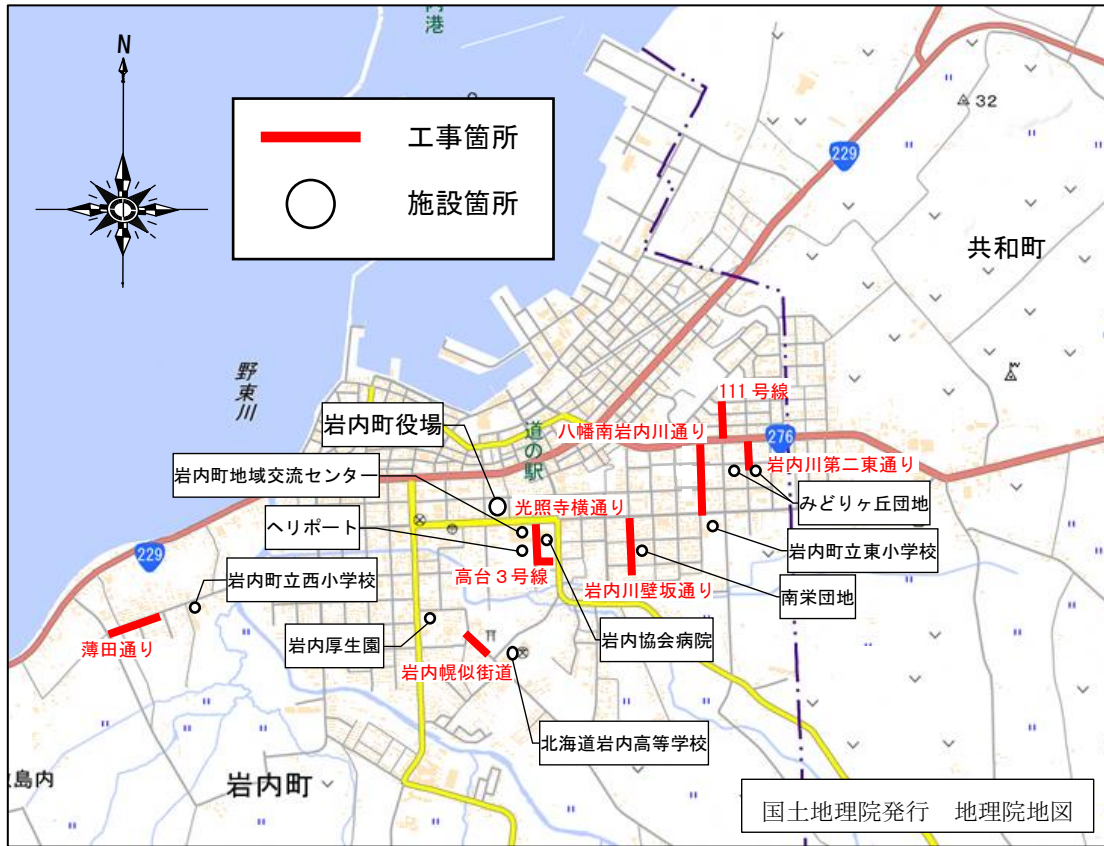 港
N
工事箇所
施設箇所
32
229
共和町
野束川
111号線
岩内町役場
道の駅
八幡南岩内川通り
276
岩内町地域交流センター
岩内川第二東通り
みどりヶ丘団地
光照寺横通り
ヘリポート
岩内町立東小学校
229
高台3号線
岩内町立西小学校
岩内川壁坂通り
南栄団地
薄田通り
岩内厚生園
岩内協会病院
岩内幌似街道
北海道岩内高等学校
島内
岩内町
国土地理院発行 地理院地図